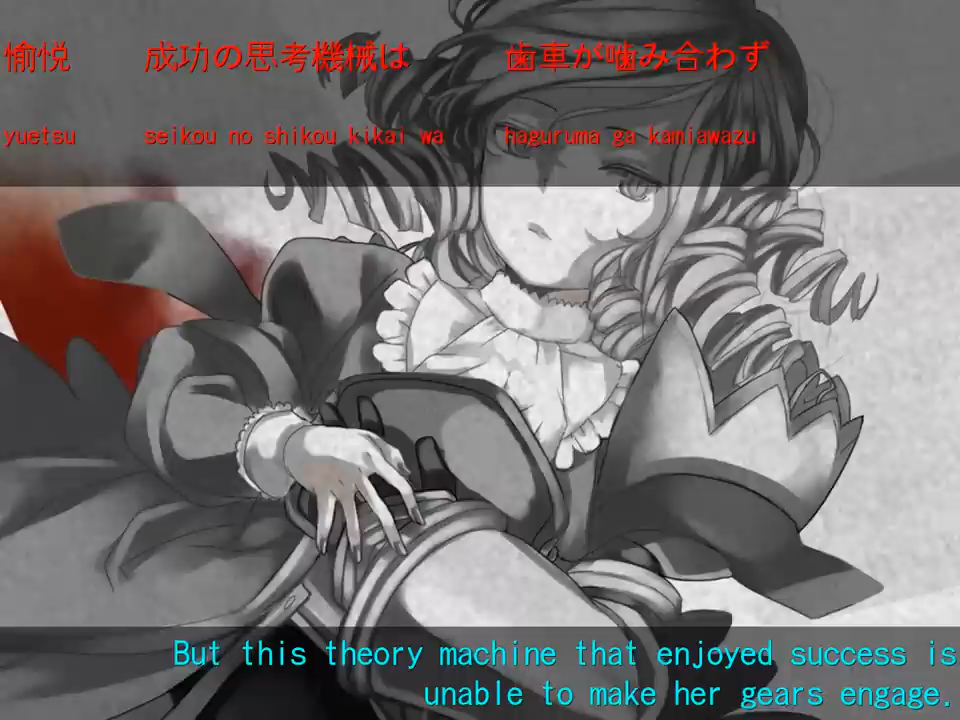 愉悦 成功の思考機械は 歯車が噛み合わず
yuetsu seikou no shikou kikai wa haguruma ga kamiawazu
But this theory machine that enjoyed success is
unable to make her gears engage.